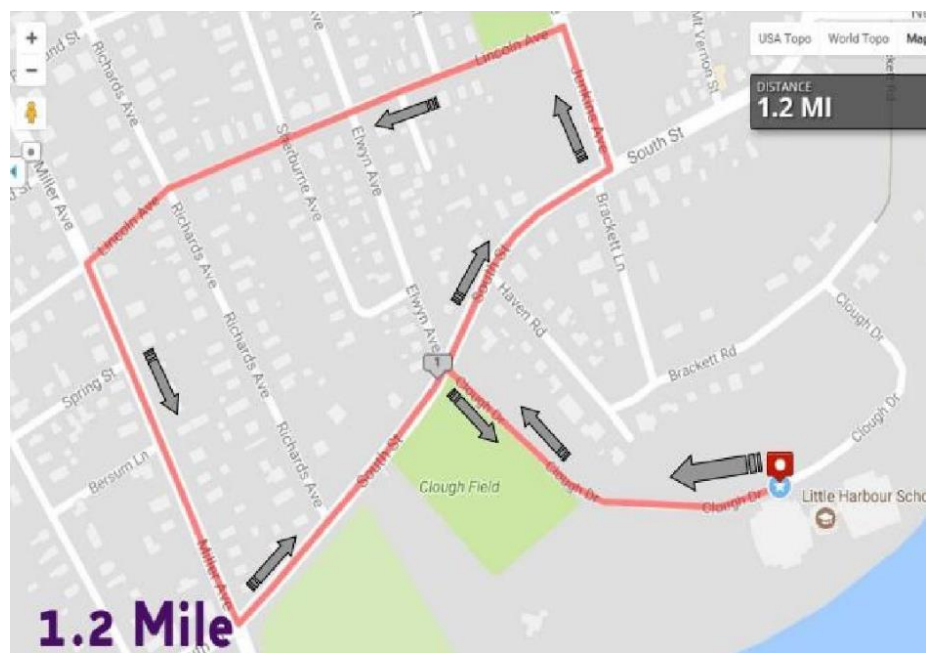 +
−
Lincoln Ave
USA Topo
World Topo
Map
DISTANCE
1.2 MI
Mt Vernon St
Richards Ave
Junkins Ave
South St
Sherburne Ave
Elwyn Ave
Miller Ave
Lincoln Ave
Richards Ave
Brackett Ln
South St
Haven Rd
Elwyn Ave
Clough Dr
Richards Ave
1
Brackett Rd
Spring St
Clough Dr
Clough Dr
Richards Ave
South St
Bersum Ln
Clough Field
Clough Dr
Clough Dr
Little Harbour Scho
Miller Ave
1.2 Mile